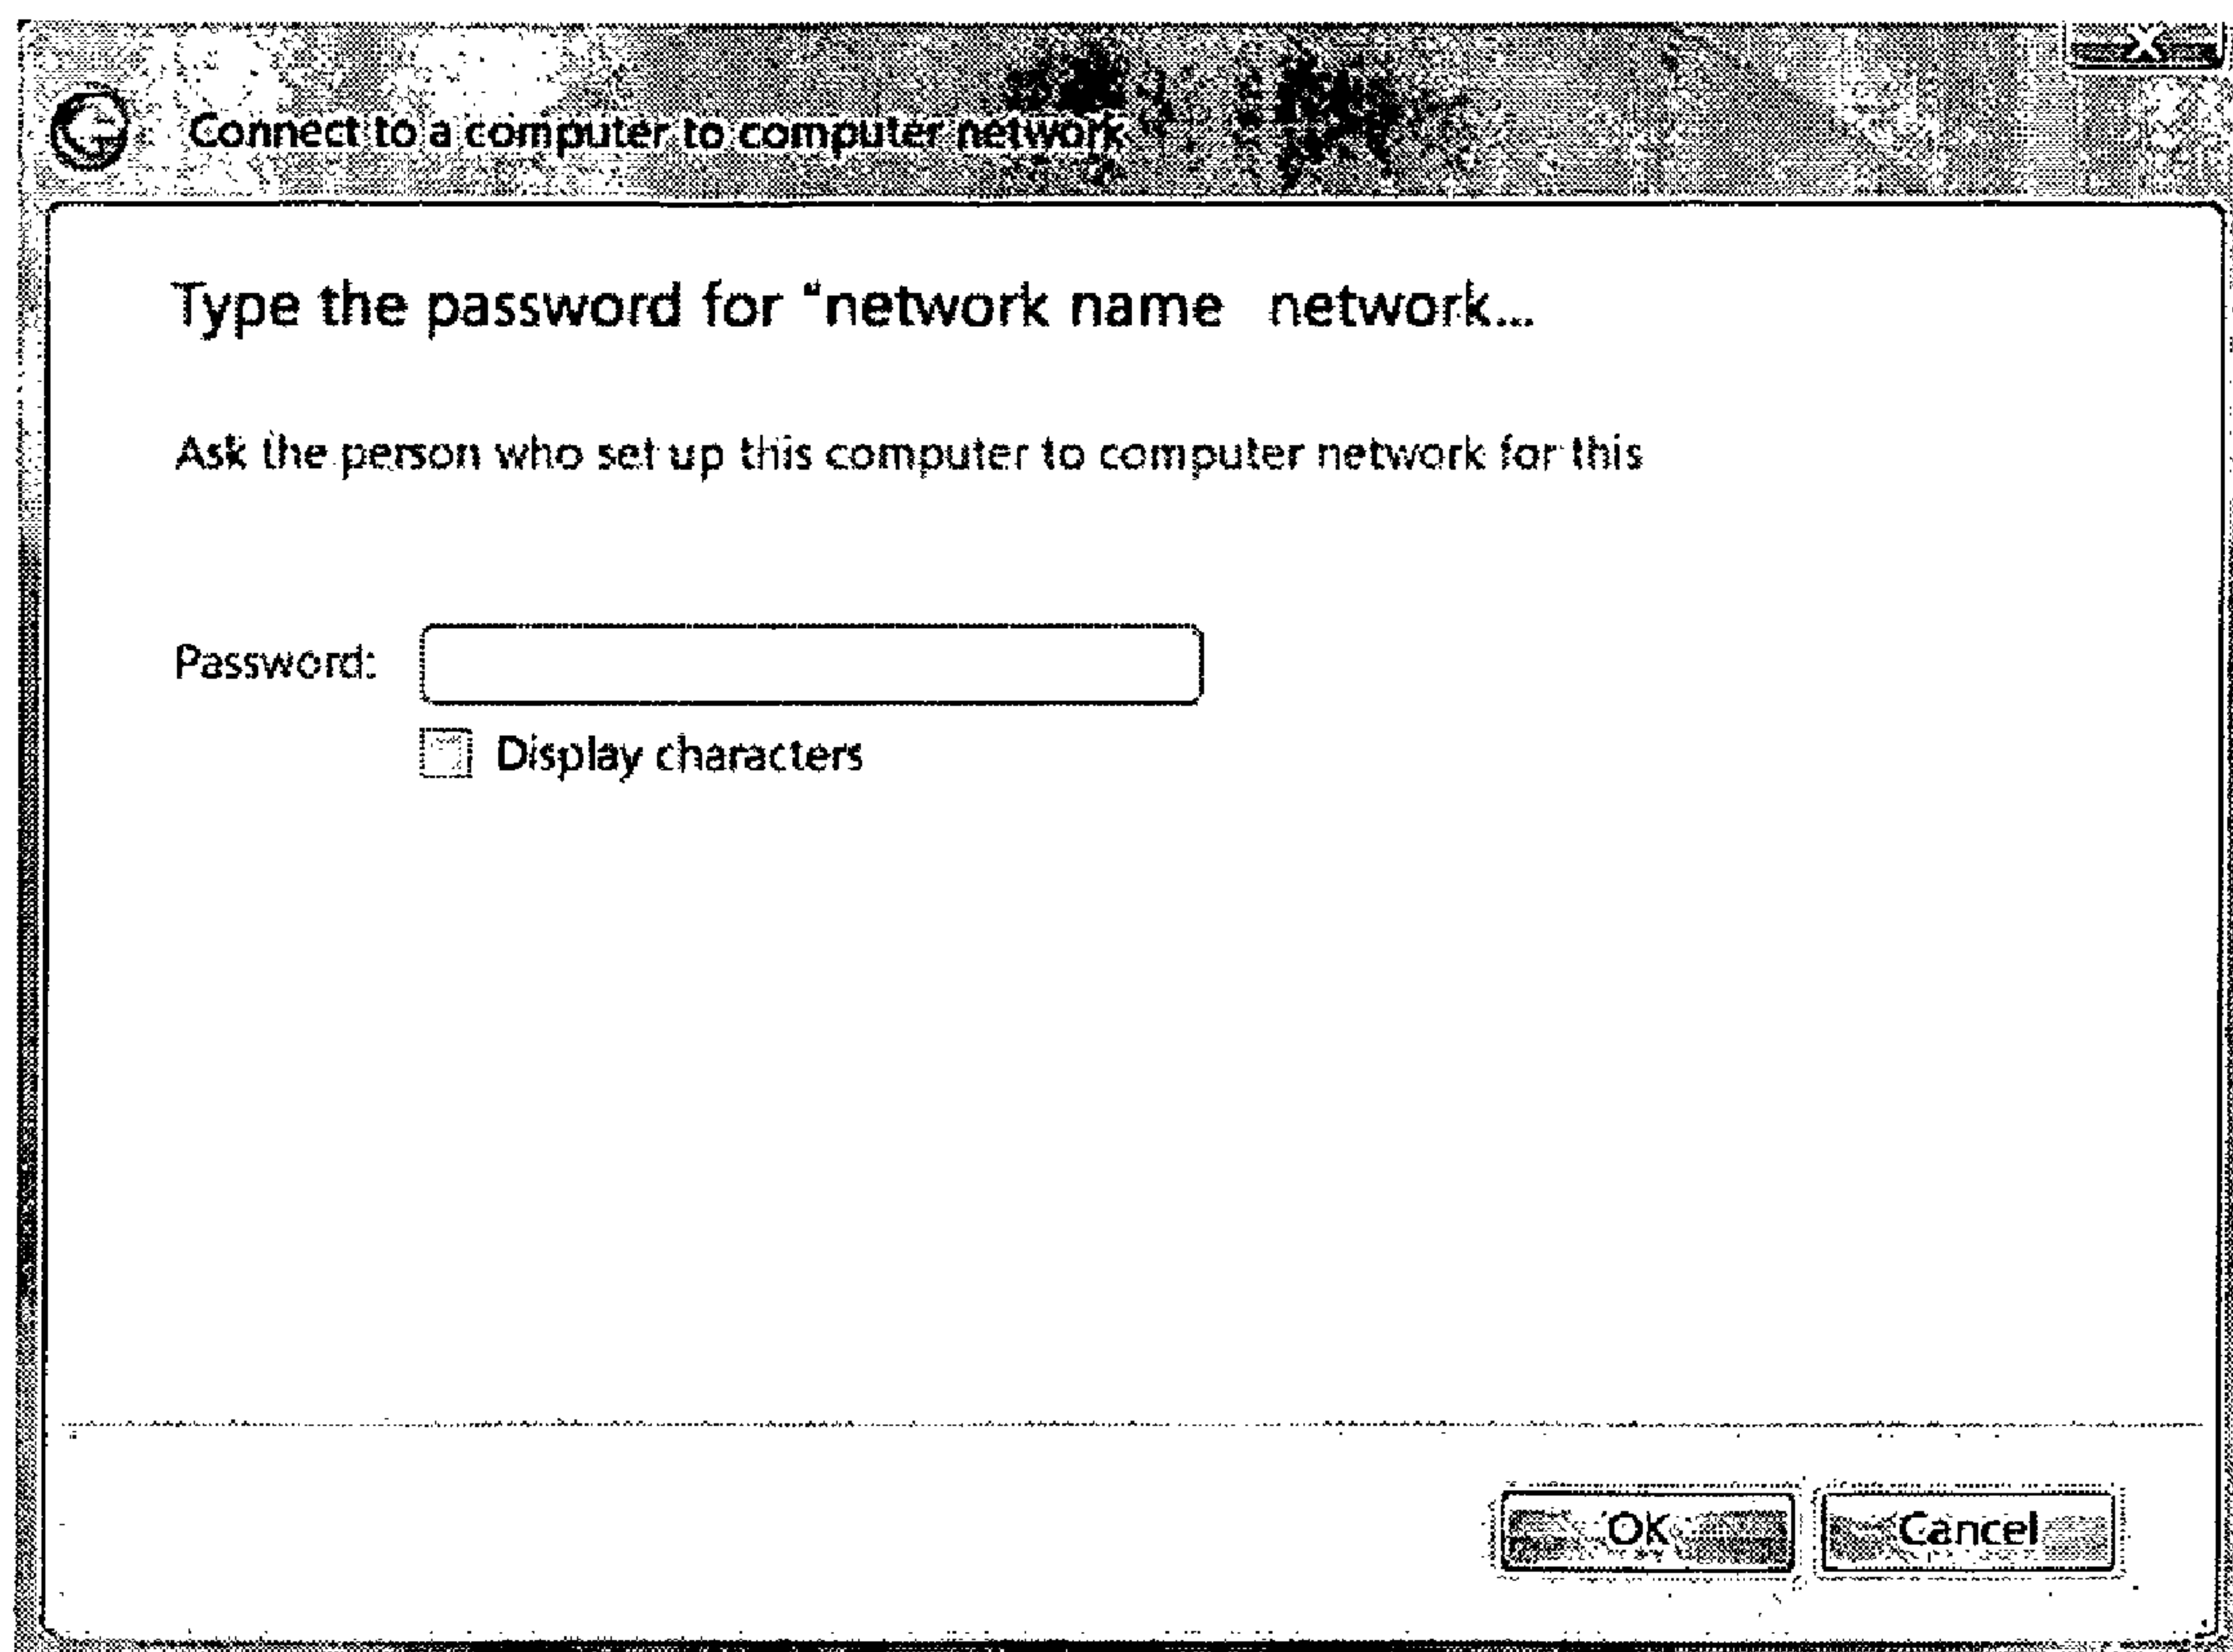 Connect to a computer to computer network
Type the password for “network name network...
Ask the person who set up this computer to computer network for this
Password:
Display characters
OK Cancel